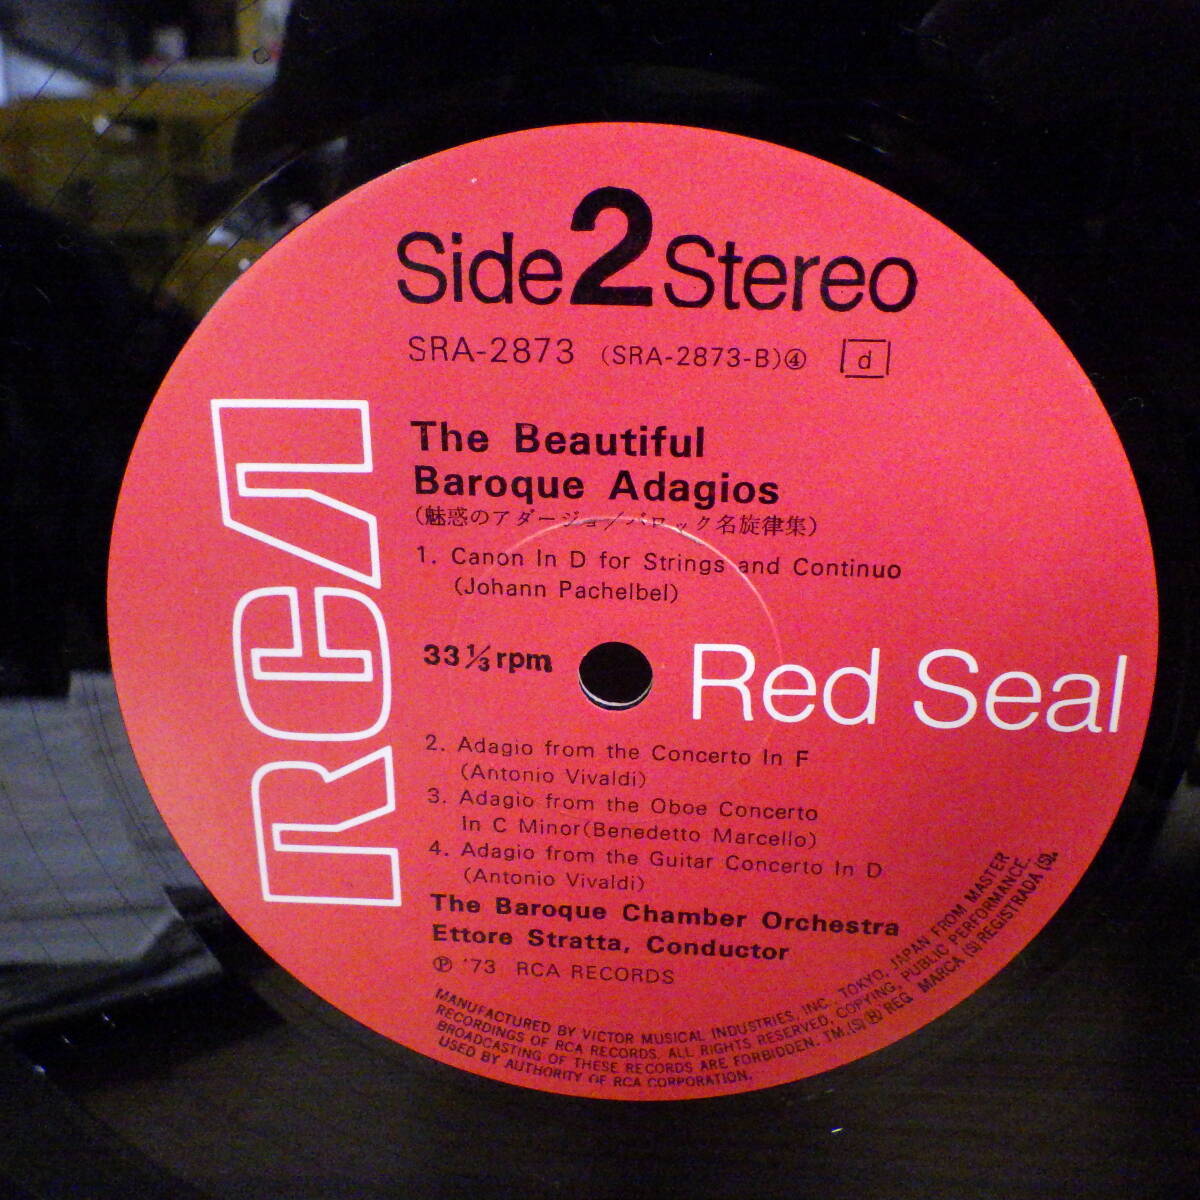 Side 2 Stereo
SRA-2873 (SRA-2873-B)④ d
The Beautiful
Baroque Adagios
(魅惑のアダージョ/バロック名旋律集)
1. Canon In D for Strings and Continuo
(Johann Pachelbel)
33 1/3 rpm
Red Seal
RCA
2. Adagio from the Concerto In F
(Antonio Vivaldi)
3. Adagio from the Oboe Concerto
In C Minor(Benedetto Marcello)
4. Adagio from the Guitar Concerto In D
(Antonio Vivaldi)
The Baroque Chamber Orchestra
Ettore Stratta, Conductor
℗ '73 RCA RECORDS
MANUFACTURED BY VICTOR MUSICAL INDUSTRIES, INC., TOKYO, JAPAN FROM MASTER
RECORDINGS OF RCA RECORDS. ALL RIGHTS RESERVED, COPYING, PUBLIC PERFORMANCE,
BROADCASTING OF THESE RECORDS ARE FORBIDDEN. TM.(S) ® REG. MARCA (S) REGISTRADA (S).
USED BY AUTHORITY OF RCA CORPORATION.